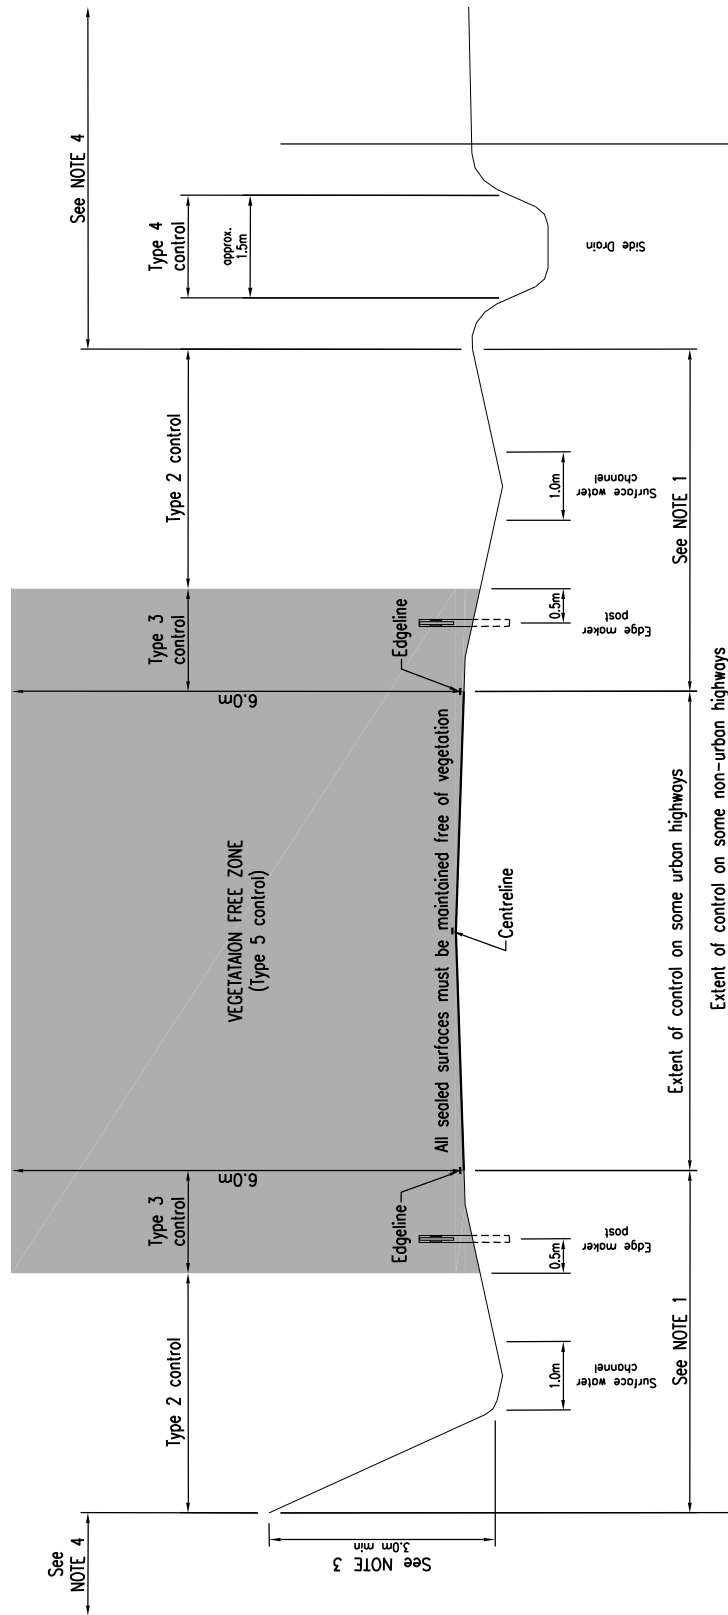 See
NOTE 4
Type 2 control
Type 3
control
Type 3
control
Type 2 control
Type 4
control
See NOTE 4
approx.
1.5m
6.0m
6.0m
VEGETATAION FREE ZONE
(Type 5 control)
All sealed surfaces must be maintained free of vegetation
Edgeline
Edgeline
Centreline
See NOTE 3
3.0m min
1.0m
Surface water
channel
0.5m
Edge maker
post
0.5m
Edge maker
post
1.0m
Surface water
channel
Side Drain
See NOTE 1
Extent of control on some urban highways
See NOTE 1
Extent of control on some non-urban highways